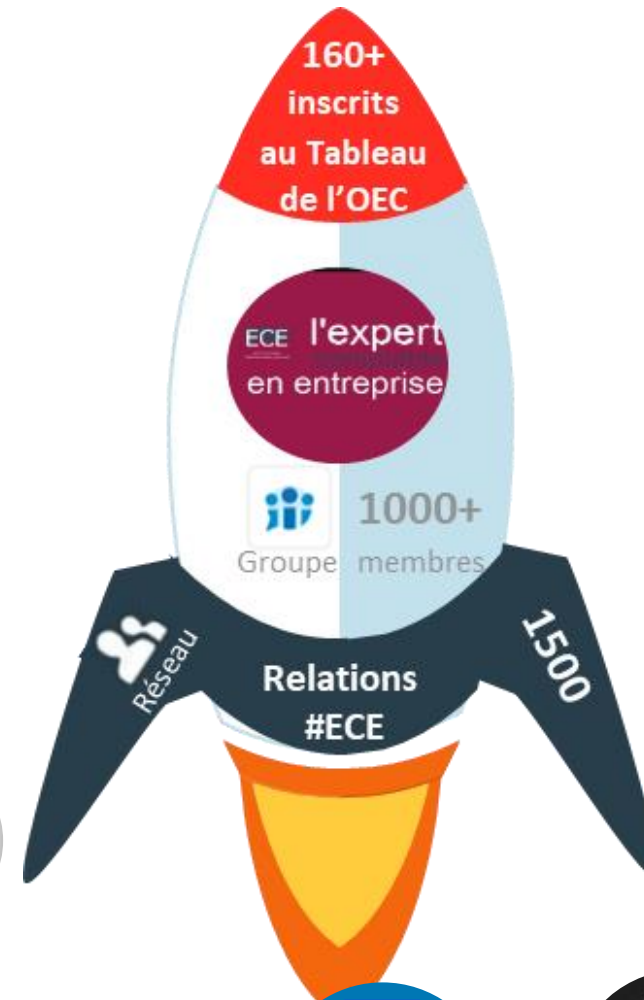 160+
inscrits
au Tableau
de l'OEC
ECE l'expert
en entreprise
Groupe
1000+
membres
Réseau
Relations
#ECE
1500